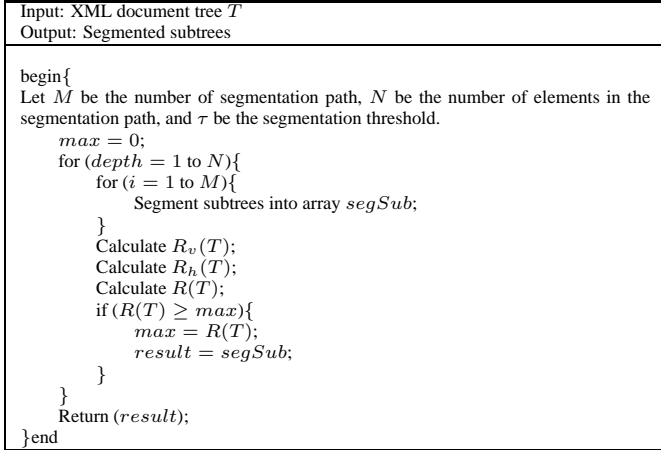 Input: XML document tree T
Output: Segmented subtrees
begin{
Let M be the number of segmentation path, N be the number of elements in the
segmentation path, and τ be the segmentation threshold.
max = 0;
for (depth = 1 to N){
for (i = 1 to M){
Segment subtrees into array segSub;
}
Calculate R_v(T);
Calculate R_h(T);
Calculate R(T);
if (R(T) ≥ max){
max = R(T);
result = segSub;
}
}
Return (result);
}end